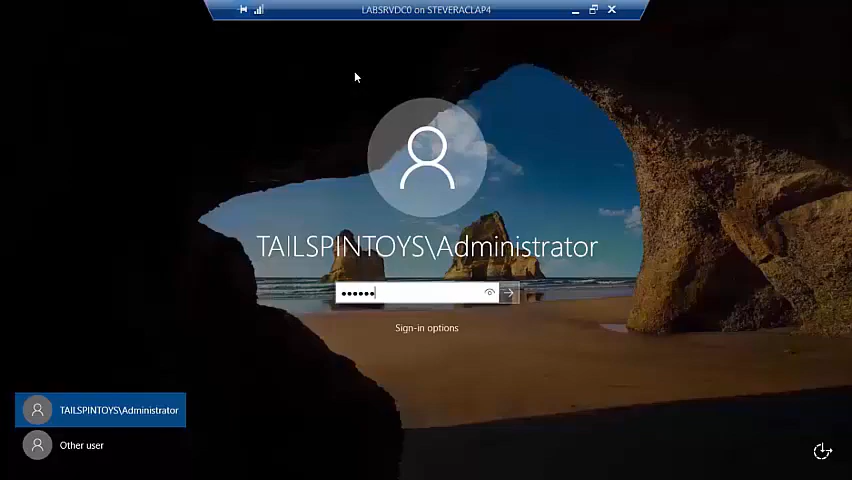 LABSRVDC0 on STEVERACLAP4
TAILSPINTOYS\Administrator
Sign-in options
TAILSPINTOYS\Administrator
Other user